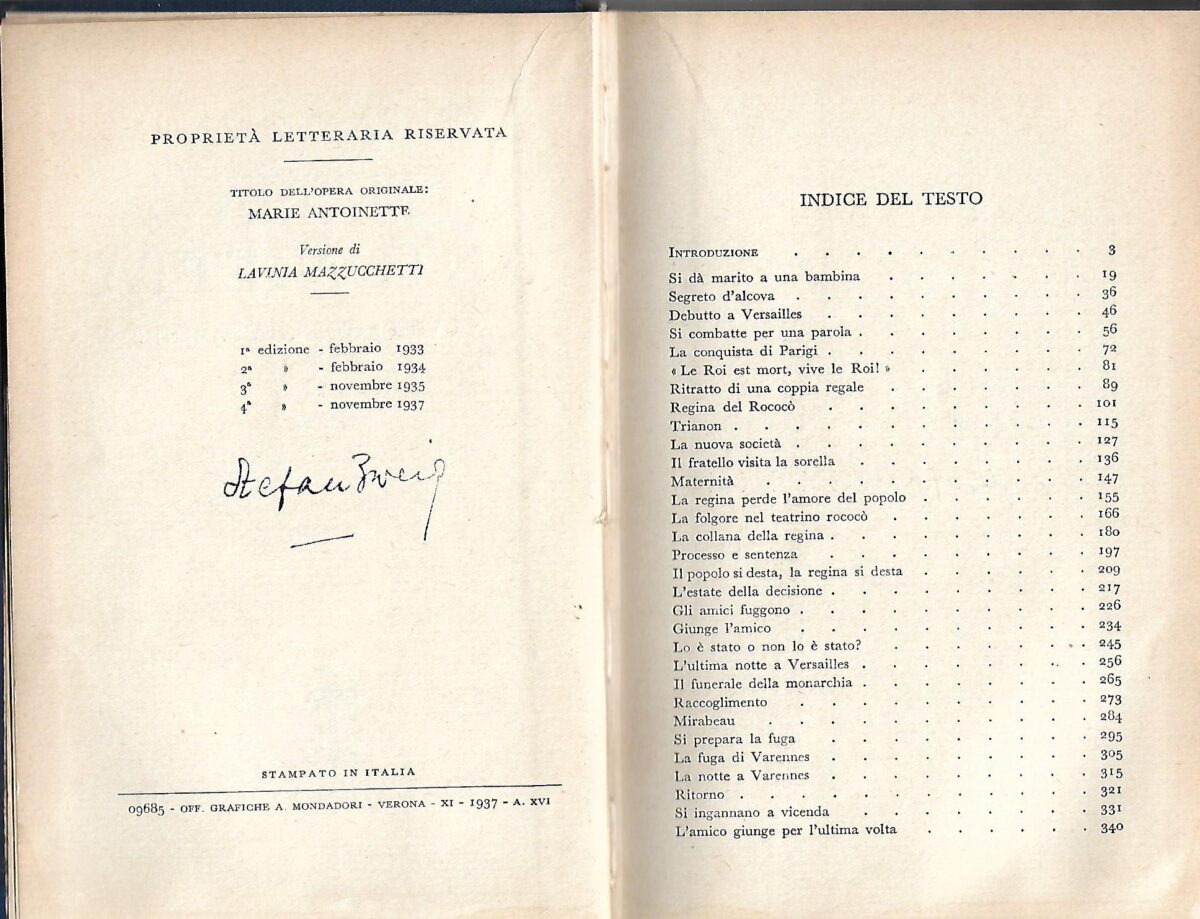 PROPRIETÀ LETTERARIA RISERVATA
TITOLO DELL'OPERA ORIGINALE:
MARIE ANTOINETTE
Versione di
LAVINIA MAZZUCCHETTI
1ª edizione - febbraio 1933
2ª » - febbraio 1934
3ª » - novembre 1935
4ª » - novembre 1937
Stefan Zweig
STAMPATO IN ITALIA
09685 - OFF. GRAFICHE A. MONDADORI - VERONA - XI - 1937 - A. XVI
INDICE DEL TESTO
INTRODUZIONE . . . . . . . . . 3
Si dà marito a una bambina . . . . . . . 19
Segreto d'alcova . . . . . . . . . 36
Debutto a Versailles . . . . . . . . 46
Si combatte per una parola . . . . . . . . 56
La conquista di Parigi . . . . . . . . . 72
« Le Roi est mort, vive le Roi! » . . . . . . 81
Ritratto di una coppia regale . . . . . . . 89
Regina del Rococò . . . . . . . . 101
Trianon . . . . . . . . . . . 115
La nuova società . . . . . . . . . 127
Il fratello visita la sorella . . . . . . . . 136
Maternità . . . . . . . . . 147
La regina perde l'amore del popolo . . . . . . 155
La folgore nel teatrino rococò . . . . . . . 166
La collana della regina . . . . . . . . . 180
Processo e sentenza . . . . . . . . 197
Il popolo si desta, la regina si desta . . . . . . 209
L'estate della decisione . . . . . . . . . 217
Gli amici fuggono . . . . . . . . . 226
Giunge l'amico . . . . . . . . . 234
Lo è stato o non lo è stato? . . . . . . . 245
L'ultima notte a Versailles . . . . . . . . 256
Il funerale della monarchia . . . . . . . . 265
Raccoglimento . . . . . . . . . 273
Mirabeau . . . . . . . . . 284
Si prepara la fuga . . . . . . . . 295
La fuga di Varennes . . . . . . . . 305
La notte a Varennes . . . . . . . . 315
Ritorno . . . . . . . . . . . 321
Si ingannano a vicenda . . . . . . . . 331
L'amico giunge per l'ultima volta . . . . . . 340